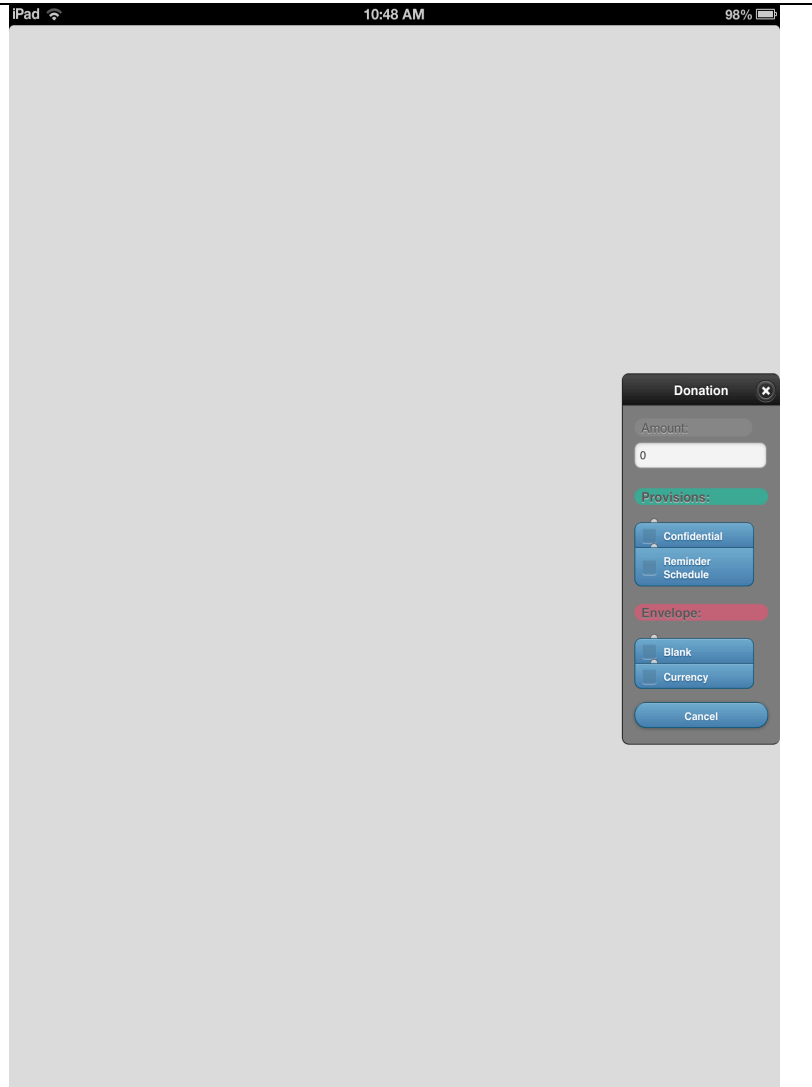 iPad 10:48 AM 98%
Donation
Amount:
0
Provisions:
Confidential
Reminder
Schedule
Envelope:
Blank
Currency
Cancel